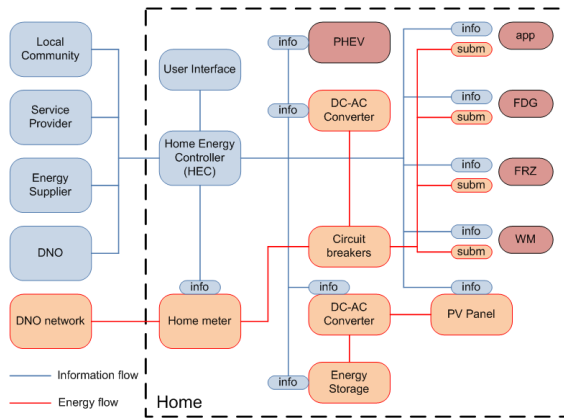 Local
Community
Service
Provider
Energy
Supplier
DNO
DNO network
User Interface
Home Energy
Controller
(HEC)
info
Home meter
info
PHEV
info
DC-AC
Converter
Circuit
breakers
info
DC-AC
Converter
info
Energy
Storage
info
app
subm
info
FDG
subm
info
FRZ
subm
info
WM
subm
info
PV Panel
Information flow
Energy flow
Home